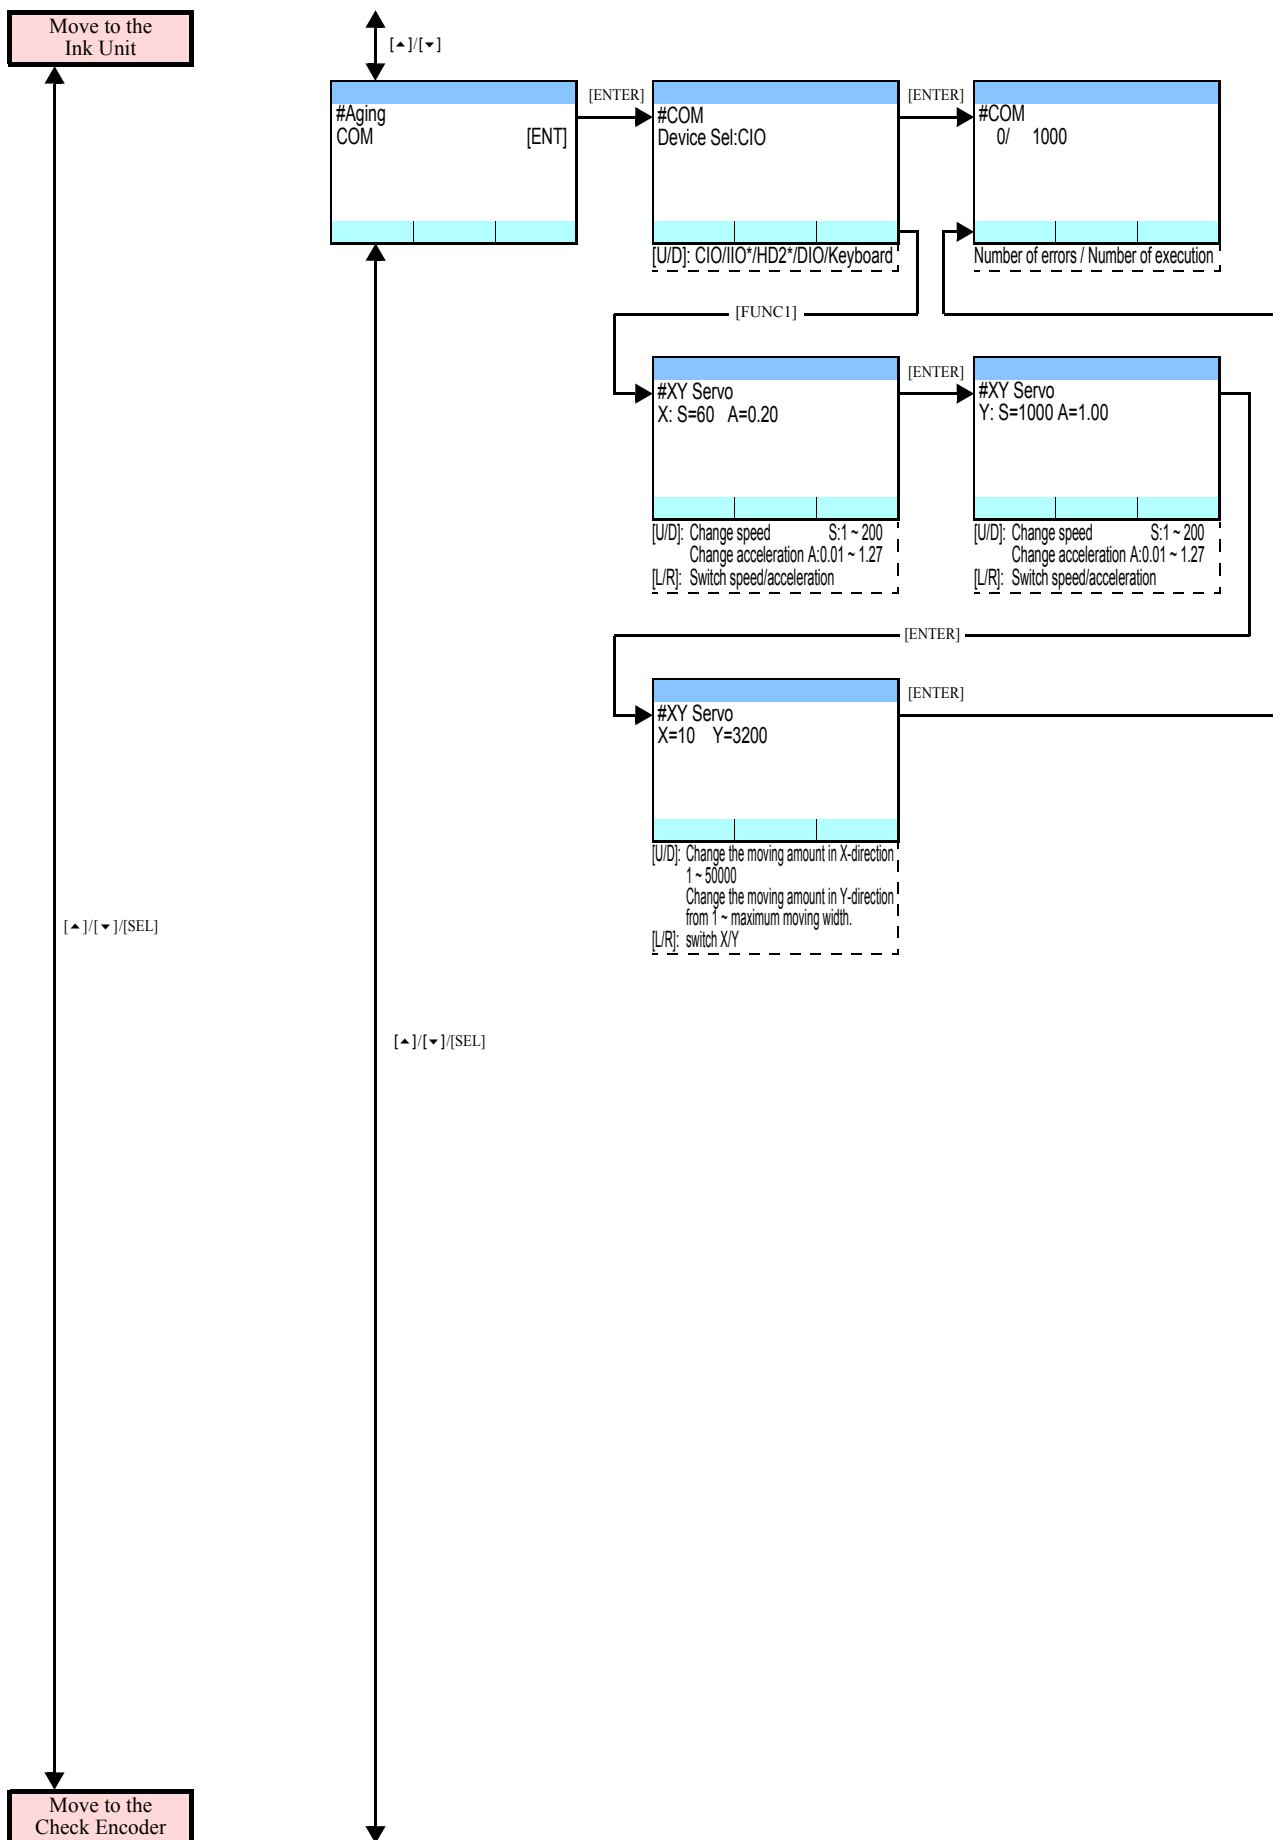 Move to the
Ink Unit
[▲]/[▼]
#Aging
COM [ENT]
[ENTER]
#COM
Device Sel:CIO
[U/D]: CIO/IIO*/HD2*/DIO/Keyboard
[ENTER]
#COM
0/ 1000
Number of errors / Number of execution
[FUNC1]
#XY Servo
X: S=60 A=0.20
[U/D]: Change speed S:1 ~ 200
Change acceleration A:0.01 ~ 1.27
[L/R]: Switch speed/acceleration
[ENTER]
#XY Servo
Y: S=1000 A=1.00
[U/D]: Change speed S:1 ~ 200
Change acceleration A:0.01 ~ 1.27
[L/R]: Switch speed/acceleration
[ENTER]
#XY Servo
X=10 Y=3200
[U/D]: Change the moving amount in X-direction
1 ~ 50000
Change the moving amount in Y-direction
from 1 ~ maximum moving width.
[L/R]: switch X/Y
[ENTER]
[▲]/[▼]/[SEL]
[▲]/[▼]/[SEL]
Move to the
Check Encoder